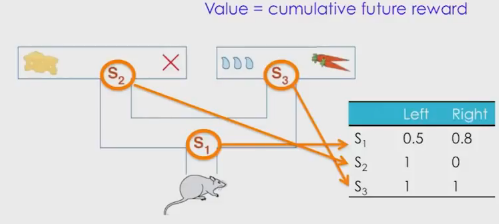 Value = cumulative future reward
S2
S3
S1
Left Right
S1 0.5 0.8
S2 1 0
S3 1 1